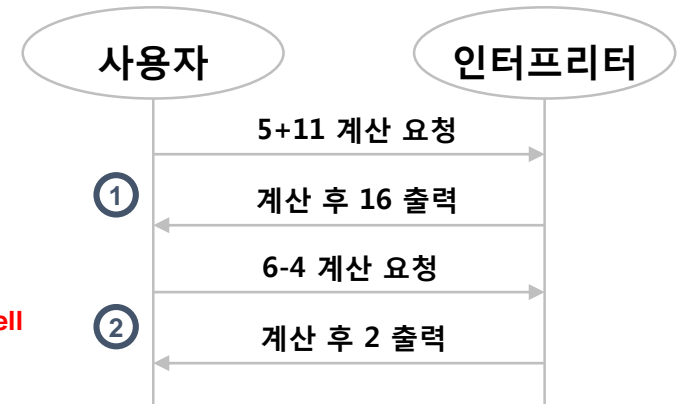 사용자
인터프리터
5+11 계산 요청
1
계산 후 16 출력
6-4 계산 요청
ell
2
계산 후 2 출력